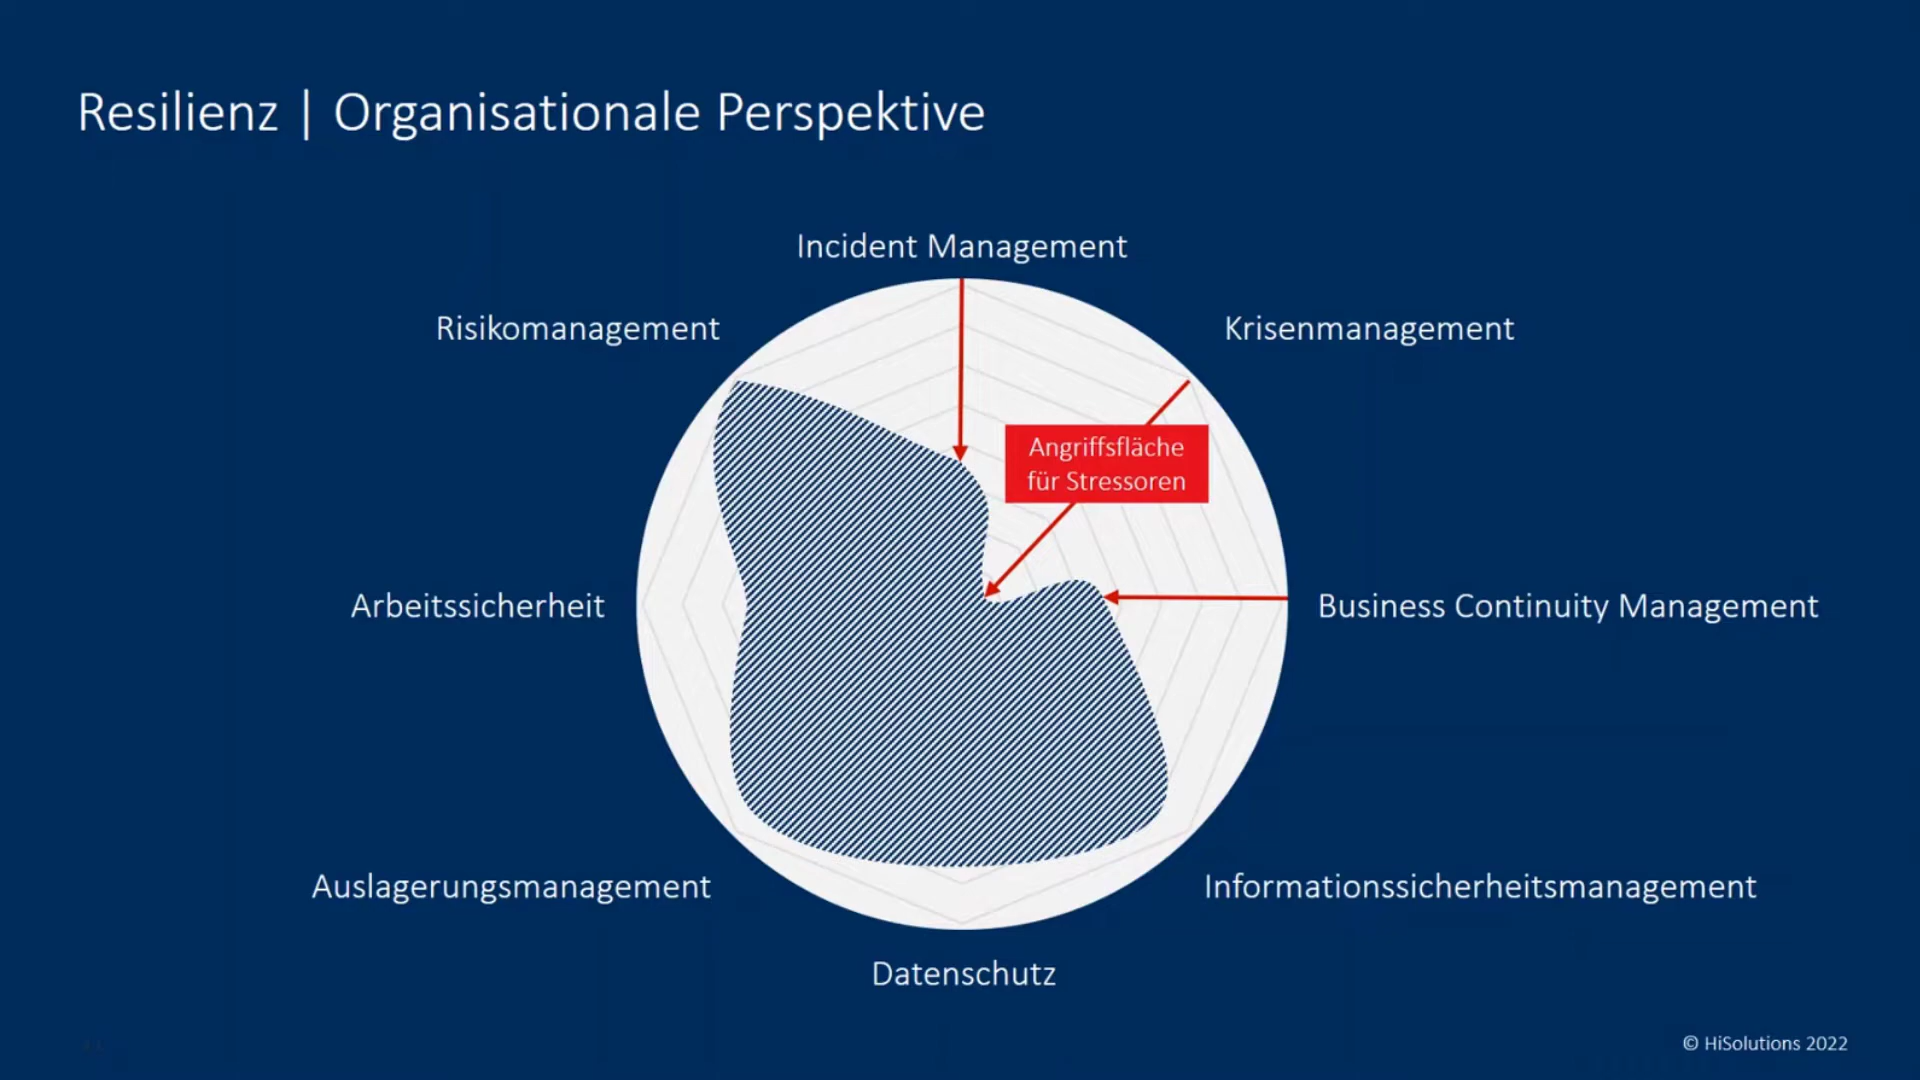 Resilienz | Organisationale Perspektive
Incident Management
Risikomanagement
Krisenmanagement
Angriffsfläche
für Stressoren
Arbeitssicherheit
Business Continuity Management
Auslagerungsmanagement
Informationssicherheitsmanagement
Datenschutz
© HiSolutions 2022